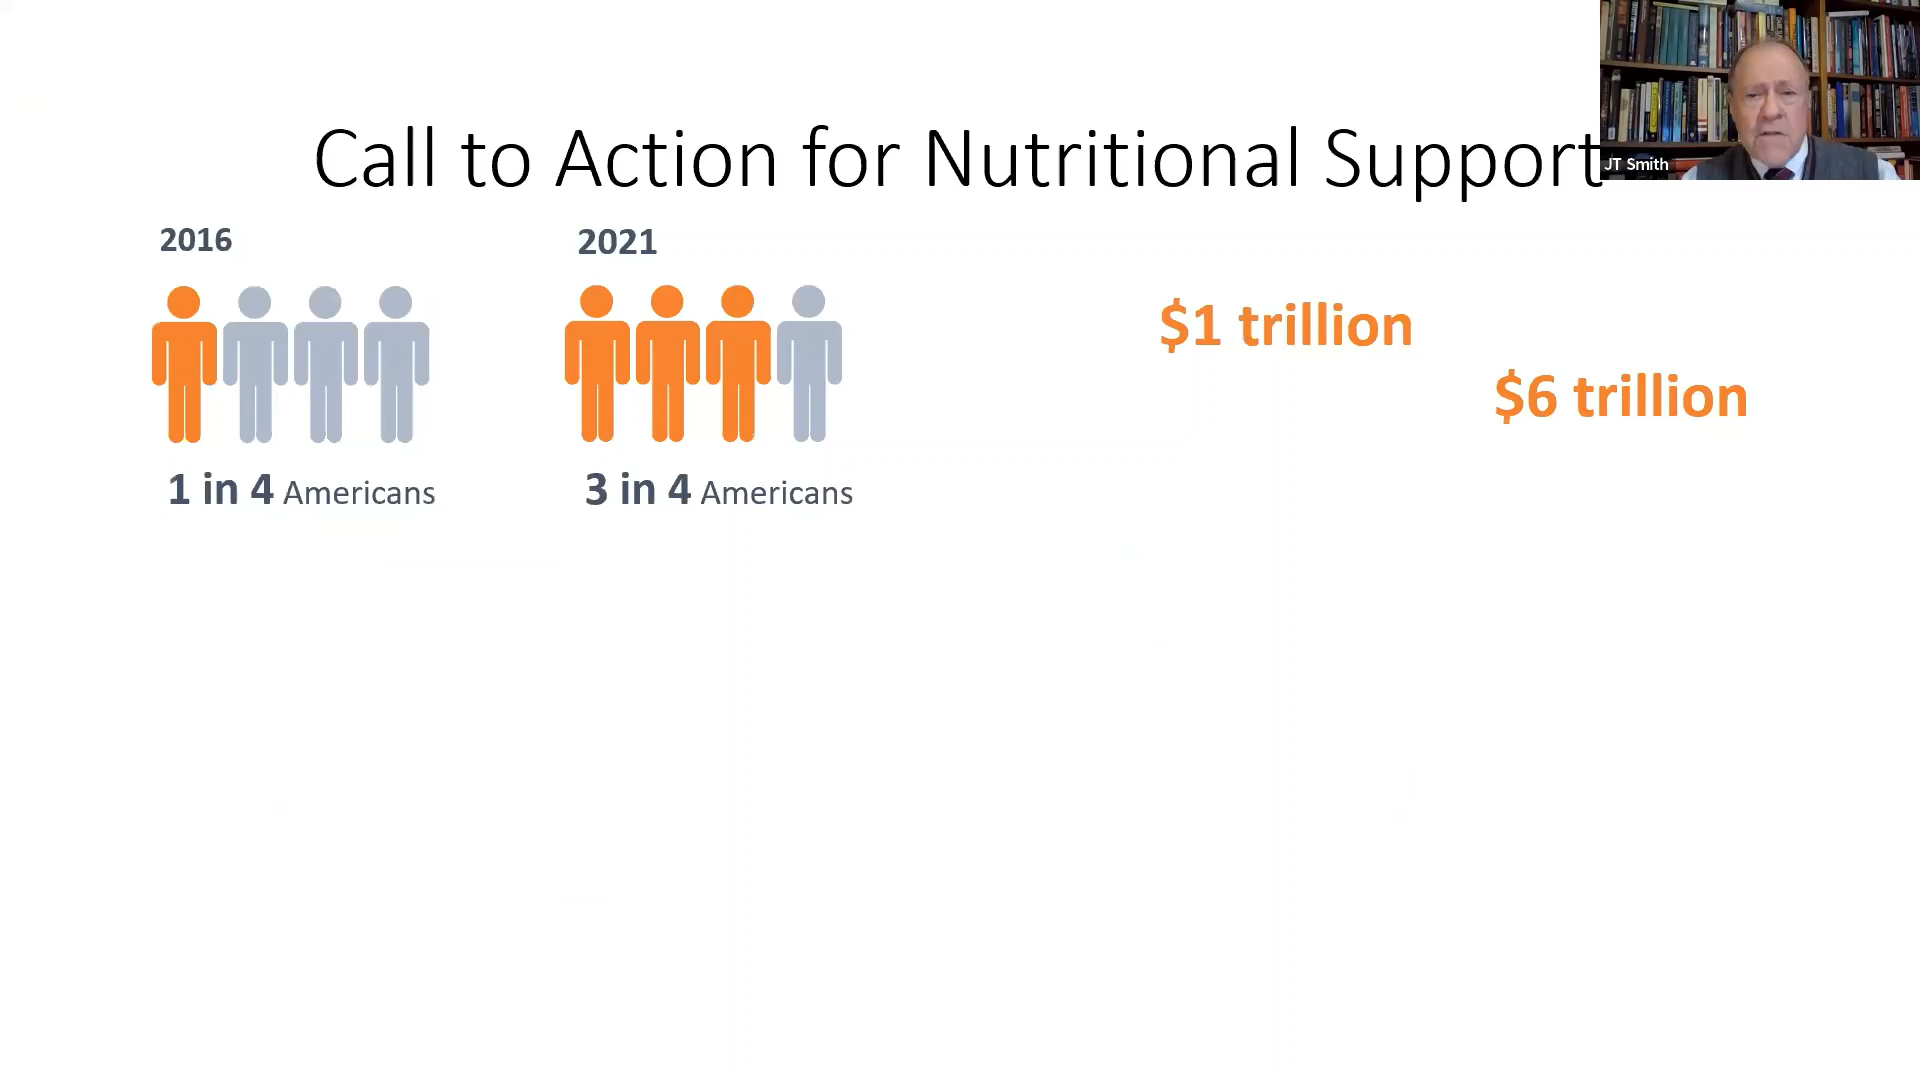 Call to Action for Nutritional Support
JT Smith
2016
2021
$1 trillion
$6 trillion
1 in 4 Americans
3 in 4 Americans